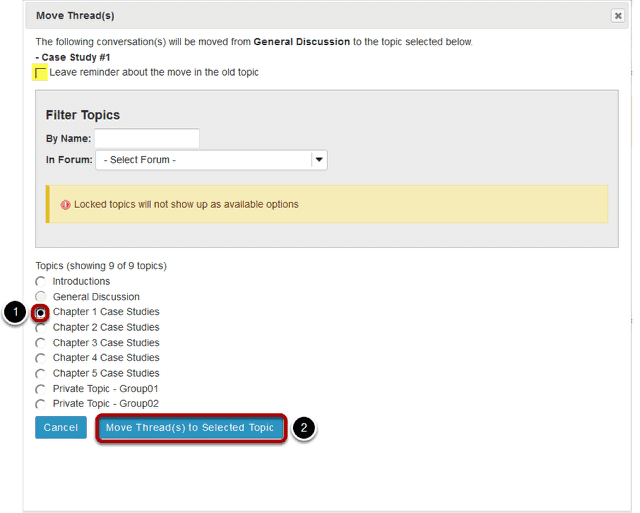 Move Thread(s)
The following conversation(s) will be moved from General Discussion to the topic selected below.
- Case Study #1
Leave reminder about the move in the old topic
Filter Topics
By Name:
In Forum: - Select Forum -
Locked topics will not show up as available options
Topics (showing 9 of 9 topics)
Introductions
General Discussion
1 Chapter 1 Case Studies
Chapter 2 Case Studies
Chapter 3 Case Studies
Chapter 4 Case Studies
Chapter 5 Case Studies
Private Topic - Group01
Private Topic - Group02
Cancel Move Thread(s) to Selected Topic 2